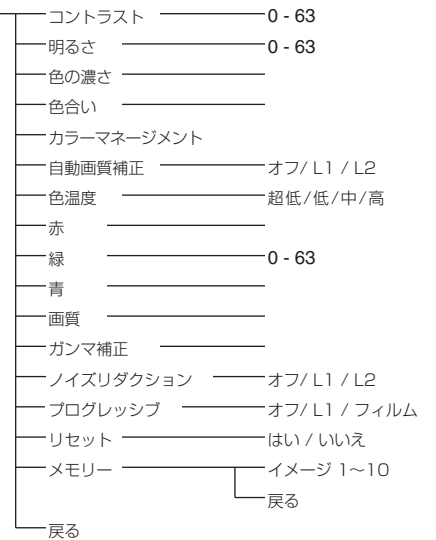 コントラスト 0 - 63
明るさ 0 - 63
色の濃さ
色合い
カラーマネージメント
自動画質補正 オフ/ L1 / L2
色温度 超低/低/中/高
赤
緑 0 - 63
青
画質
ガンマ補正
ノイズリダクション オフ/ L1 / L2
プログレッシブ オフ/ L1 / フィルム
リセット はい / いいえ
メモリー イメージ 1〜10
戻る
戻る